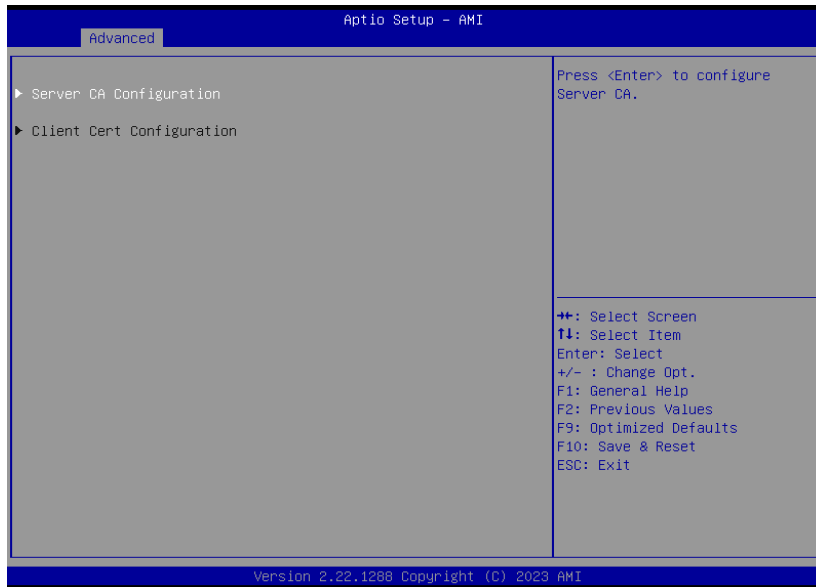 Aptio Setup – AMI
Advanced
▶ Server CA Configuration
▶ Client Cert Configuration
Press <Enter> to configure
Server CA.
→←: Select Screen
↑↓: Select Item
Enter: Select
+/- : Change Opt.
F1: General Help
F2: Previous Values
F9: Optimized Defaults
F10: Save & Reset
ESC: Exit
Version 2.22.1288 Copyright (C) 2023 AMI